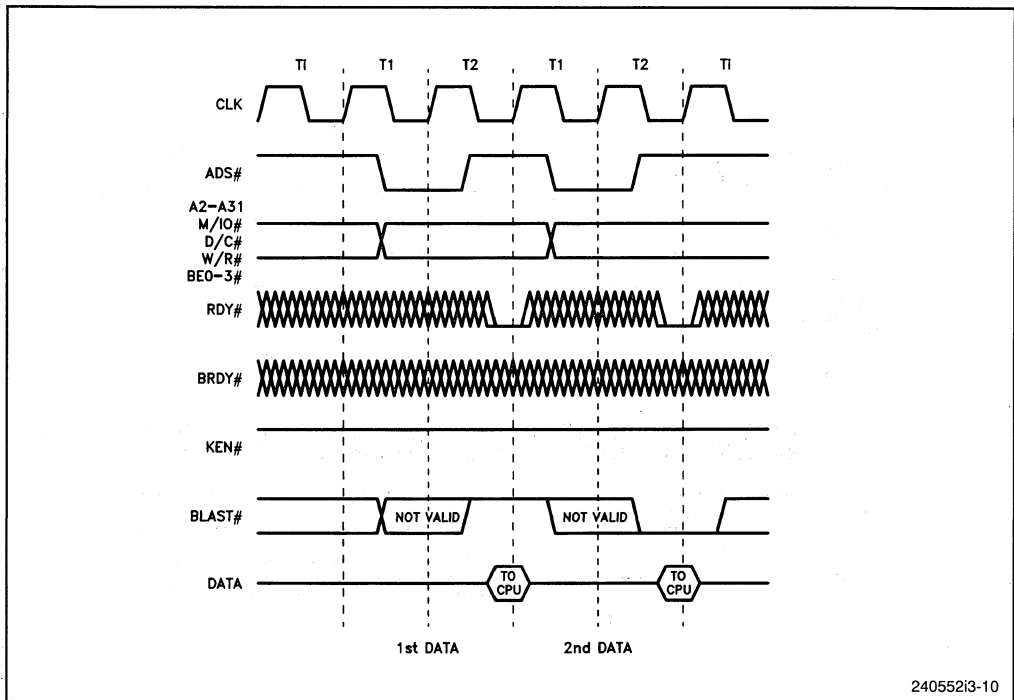 Ti T1 T2 T1 T2 Ti
CLK
ADS#
A2-A31
M/IO#
D/C#
W/R#
BE0-3#
RDY#
BRDY#
KEN#
BLAST# NOT VALID NOT VALID
DATA TO CPU TO CPU
1st DATA 2nd DATA
240552i3-10